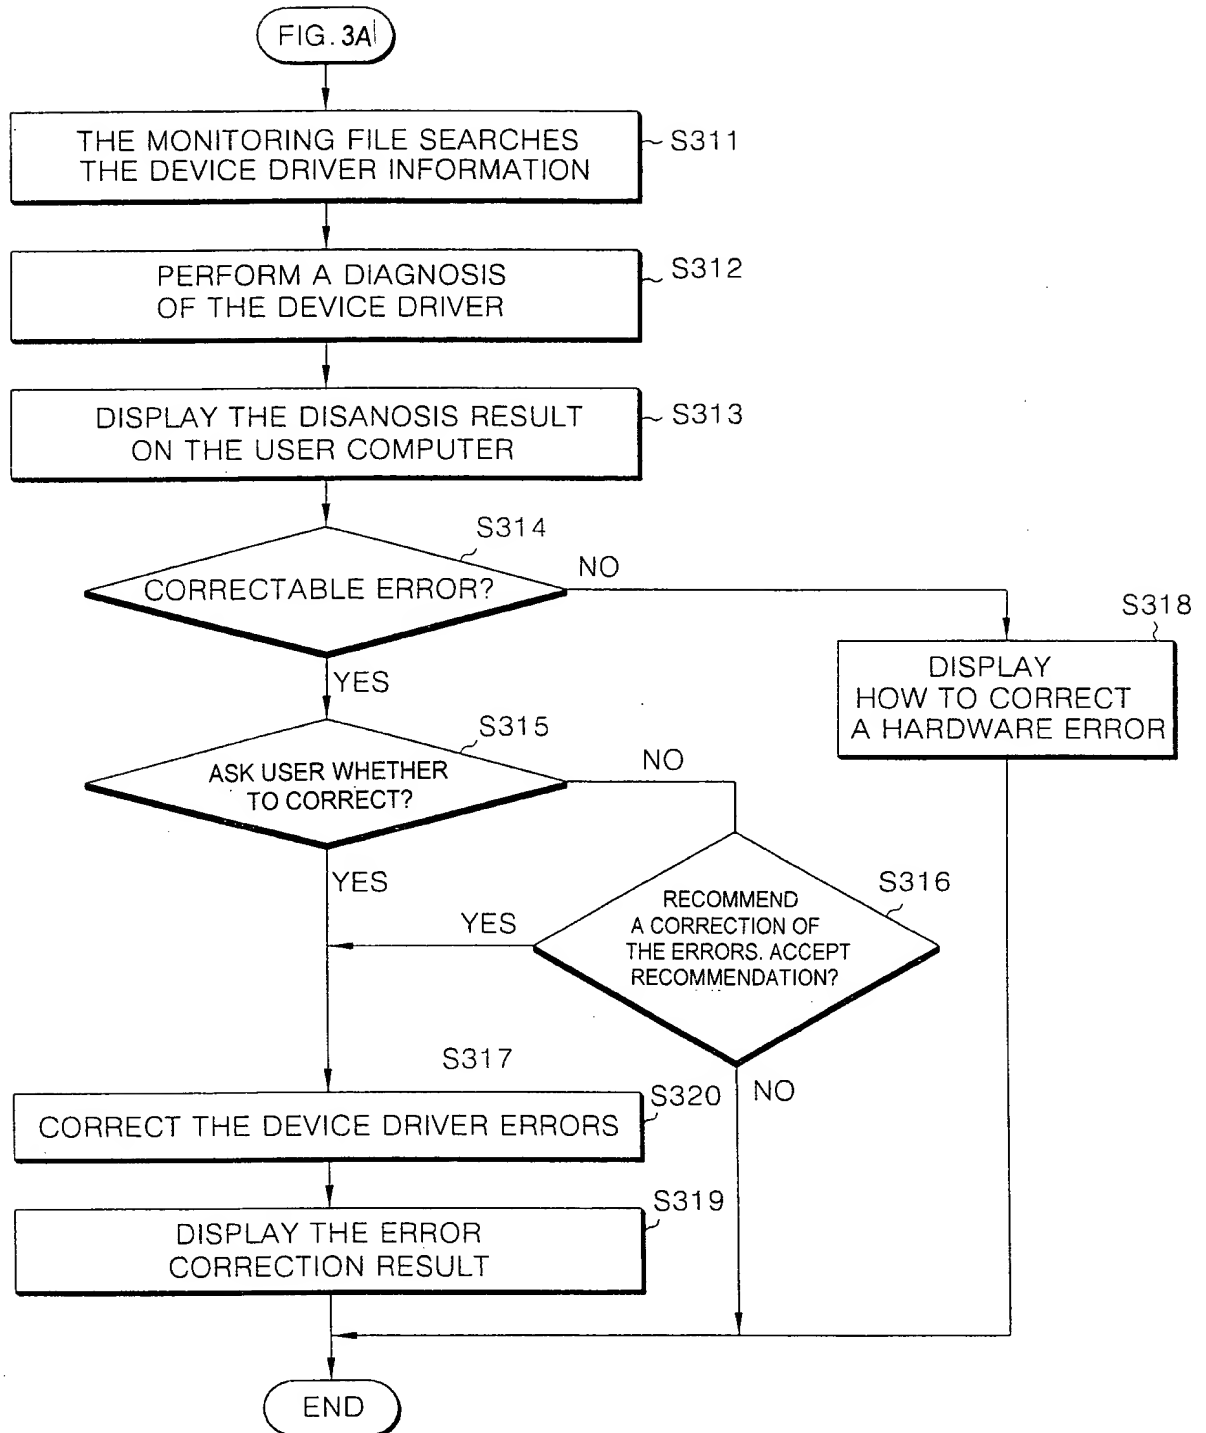 FIG. 3A
THE MONITORING FILE SEARCHES
THE DEVICE DRIVER INFORMATION
S311
PERFORM A DIAGNOSIS
OF THE DEVICE DRIVER
S312
DISPLAY THE DISANOSIS RESULT
ON THE USER COMPUTER
S313
S314
CORRECTABLE ERROR?
NO
YES
S318
DISPLAY
HOW TO CORRECT
A HARDWARE ERROR
S315
ASK USER WHETHER
TO CORRECT?
NO
YES
S316
RECOMMEND
A CORRECTION OF
THE ERRORS. ACCEPT
RECOMMENDATION?
YES
NO
S317
S320
CORRECT THE DEVICE DRIVER ERRORS
S319
DISPLAY THE ERROR
CORRECTION RESULT
END